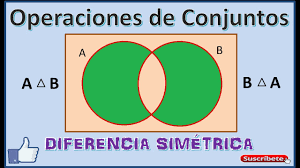 Operaciones de Conjuntos
A
B
A △ B
B △ A
DIFERENCIA SIMÉTRICA
Suscríbete